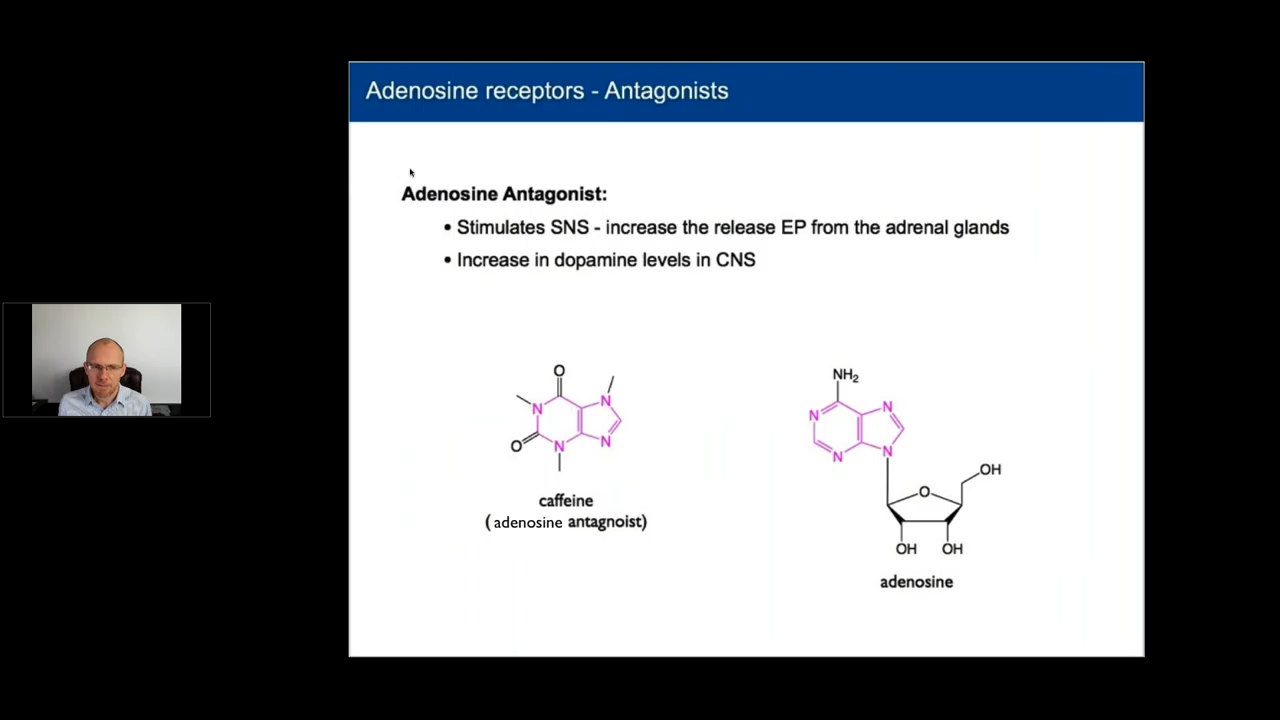 Adenosine receptors - Antagonists
Adenosine Antagonist:
• Stimulates SNS - increase the release EP from the adrenal glands
• Increase in dopamine levels in CNS
O
N
N
O
N
N
caffeine
(adenosine antagnoist)
NH2
N
N
N
N
OH
O
OH
OH
adenosine